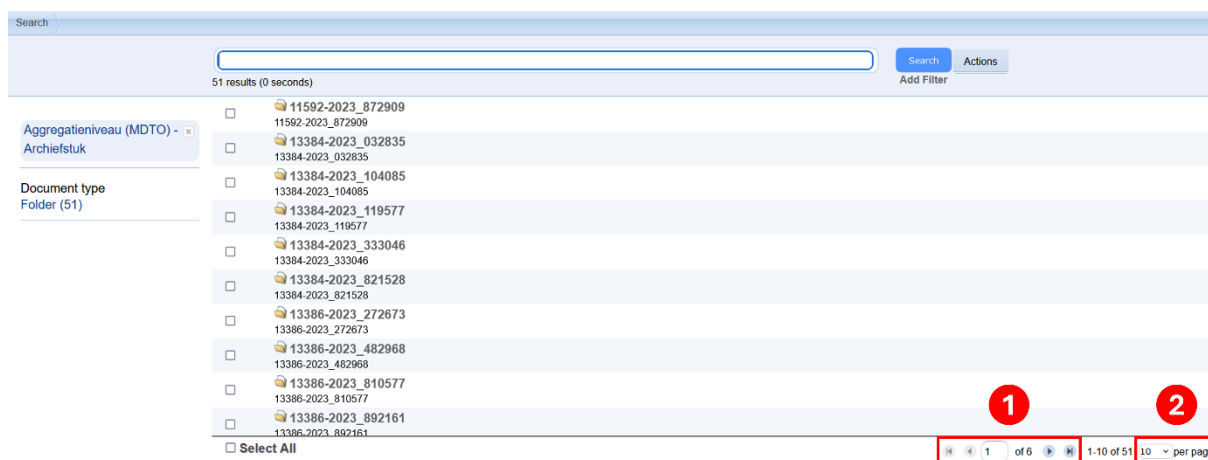 Search
51 results (0 seconds)
Search
Actions
Add Filter
Aggregatieniveau (MDTO) -
Archiefstuk
Document type
Folder (51)
11592-2023_872909
11592-2023_872909
13384-2023_032835
13384-2023_032835
13384-2023_104085
13384-2023_104085
13384-2023_119577
13384-2023_119577
13384-2023_333046
13384-2023_333046
13384-2023_821528
13384-2023_821528
13386-2023_272673
13386-2023_272673
13386-2023_482968
13386-2023_482968
13386-2023_810577
13386-2023_810577
13386-2023_892161
13386-2023_892161
1
2
Select All
1 of 6 1-10 of 51 10 per pag